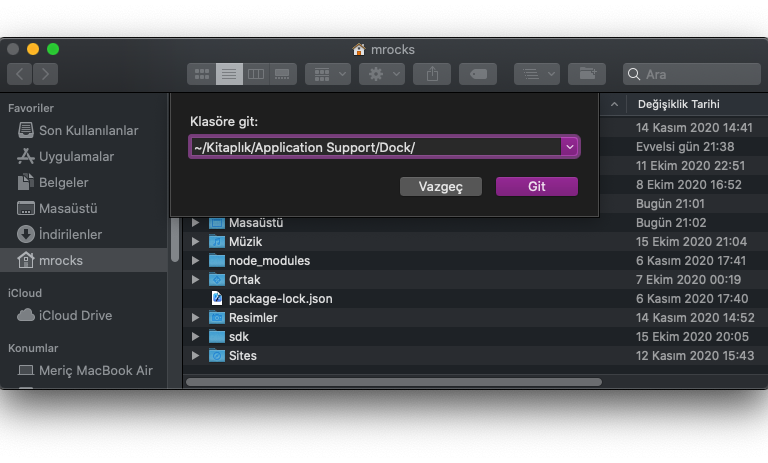 mrocks
Ara
Favoriler
Son Kullanılanlar
Uygulamalar
Belgeler
Masaüstü
İndirilenler
mrocks
iCloud
iCloud Drive
Konumlar
Meriç MacBook Air
Klasöre git:
~/Kitaplık/Application Support/Dock/
Vazgeç
Git
Değişiklik Tarihi
14 Kasım 2020 14:41
Evvelsi gün 21:38
11 Ekim 2020 22:51
8 Ekim 2020 16:52
Bugün 21:01
Masaüstü Bugün 21:02
Müzik 15 Ekim 2020 21:04
node_modules 6 Kasım 2020 17:41
Ortak 7 Ekim 2020 00:19
package-lock.json 6 Kasım 2020 17:40
Resimler 14 Kasım 2020 14:52
sdk 15 Ekim 2020 20:05
Sites 12 Kasım 2020 15:43